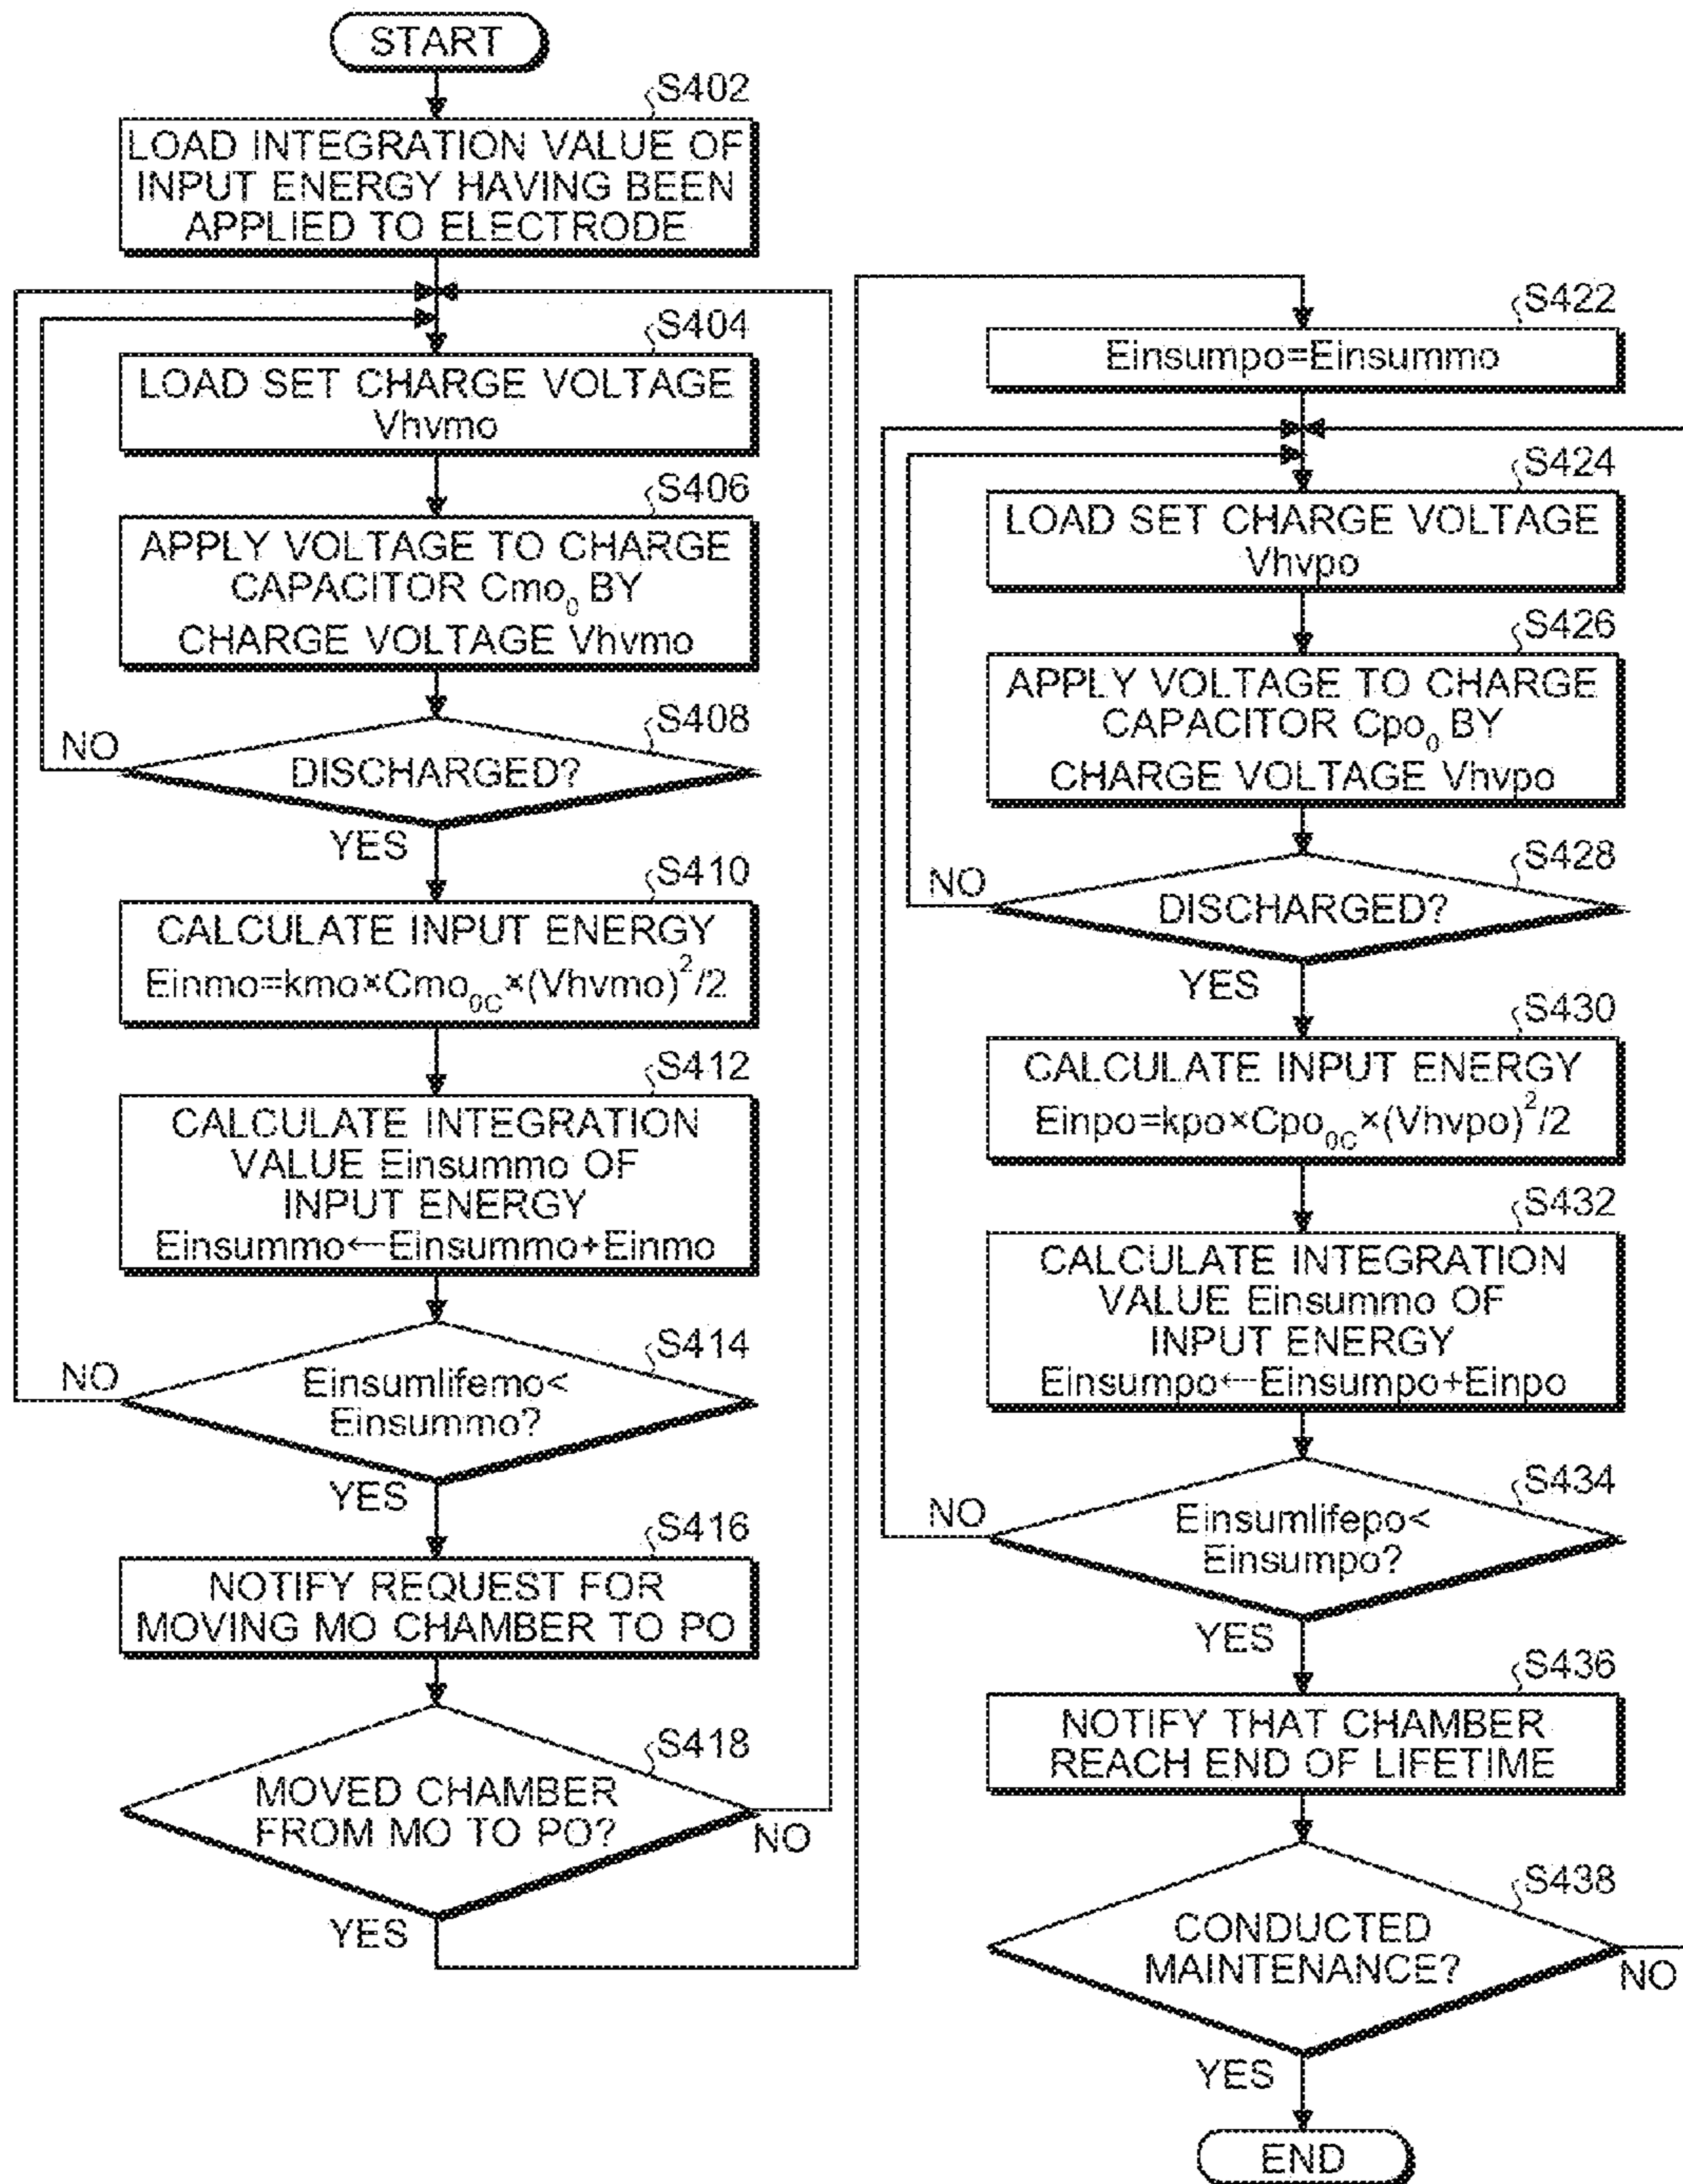 START
S402
LOAD INTEGRATION VALUE OF
INPUT ENERGY HAVING BEEN
APPLIED TO ELECTRODE
S404
LOAD SET CHARGE VOLTAGE
Vhvmo
S406
APPLY VOLTAGE TO CHARGE
CAPACITOR Cmo₀ BY
CHARGE VOLTAGE Vhvmo
S408
NO
DISCHARGED?
YES
S410
CALCULATE INPUT ENERGY
Einmo=kmo×Cmo₀C×(Vhvmo)²/2
S412
CALCULATE INTEGRATION
VALUE Einsummo OF
INPUT ENERGY
Einsummo←Einsummo+Einmo
S414
NO
Einsumlifemo<
Einsummo?
YES
S416
NOTIFY REQUEST FOR
MOVING MO CHAMBER TO PO
S418
MOVED CHAMBER
FROM MO TO PO?
NO
YES
S422
Einsumpo=Einsummo
S424
LOAD SET CHARGE VOLTAGE
Vhvpo
S426
APPLY VOLTAGE TO CHARGE
CAPACITOR Cpo₀ BY
CHARGE VOLTAGE Vhvpo
S428
NO
DISCHARGED?
YES
S430
CALCULATE INPUT ENERGY
Einpo=kpo×Cpo₀C×(Vhvpo)²/2
S432
CALCULATE INTEGRATION
VALUE Einsummo OF
INPUT ENERGY
Einsumpo←Einsumpo+Einpo
S434
NO
Einsumlifepo<
Einsumpo?
YES
S436
NOTIFY THAT CHAMBER
REACH END OF LIFETIME
S438
CONDUCTED
MAINTENANCE?
NO
YES
END